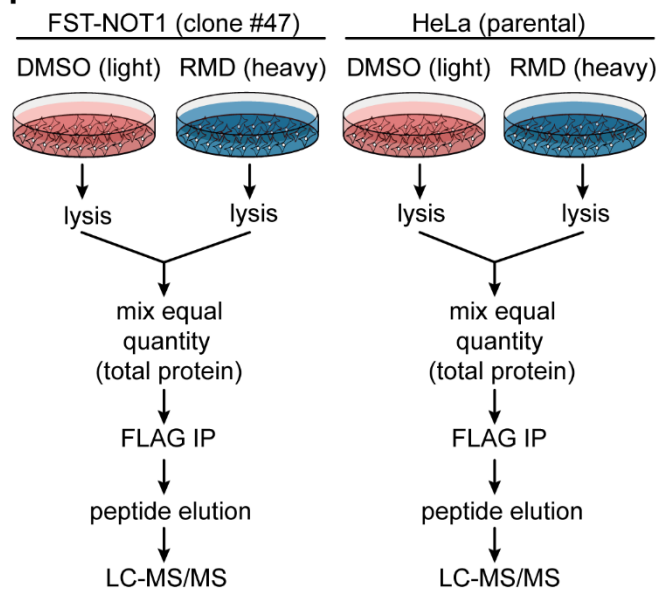 FST-NOT1 (clone #47)
HeLa (parental)
DMSO (light)
RMD (heavy)
DMSO (light)
RMD (heavy)
lysis
lysis
lysis
lysis
mix equal
quantity
(total protein)
mix equal
quantity
(total protein)
FLAG IP
FLAG IP
peptide elution
peptide elution
LC-MS/MS
LC-MS/MS